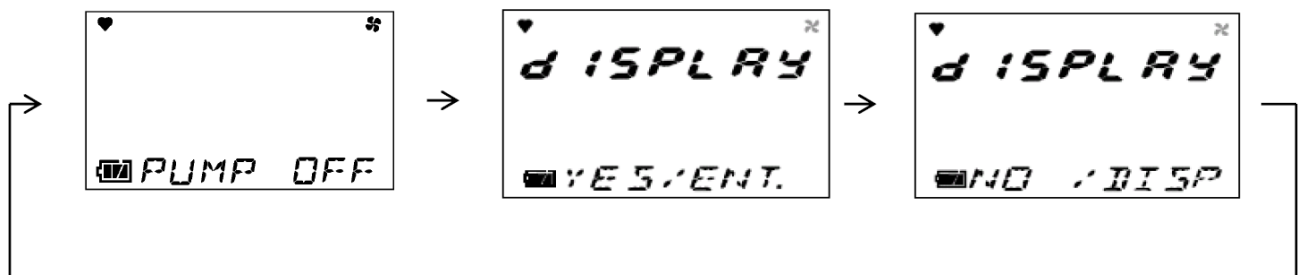 PUMP OFF
dISPLAY
YES/ENT.
dISPLAY
NO /DISP